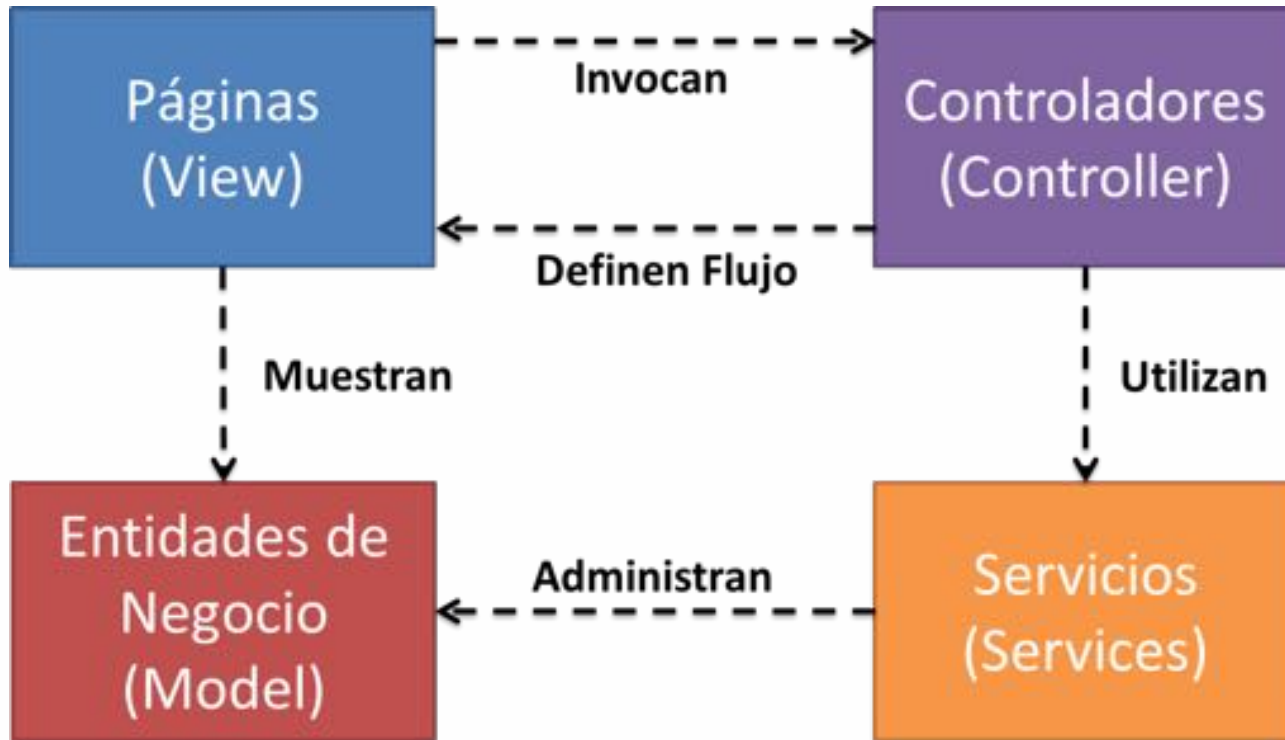 Páginas
(View)
Invocan
Controladores
(Controller)
Definen Flujo
Muestran
Utilizan
Entidades de
Negocio
(Model)
Administran
Servicios
(Services)